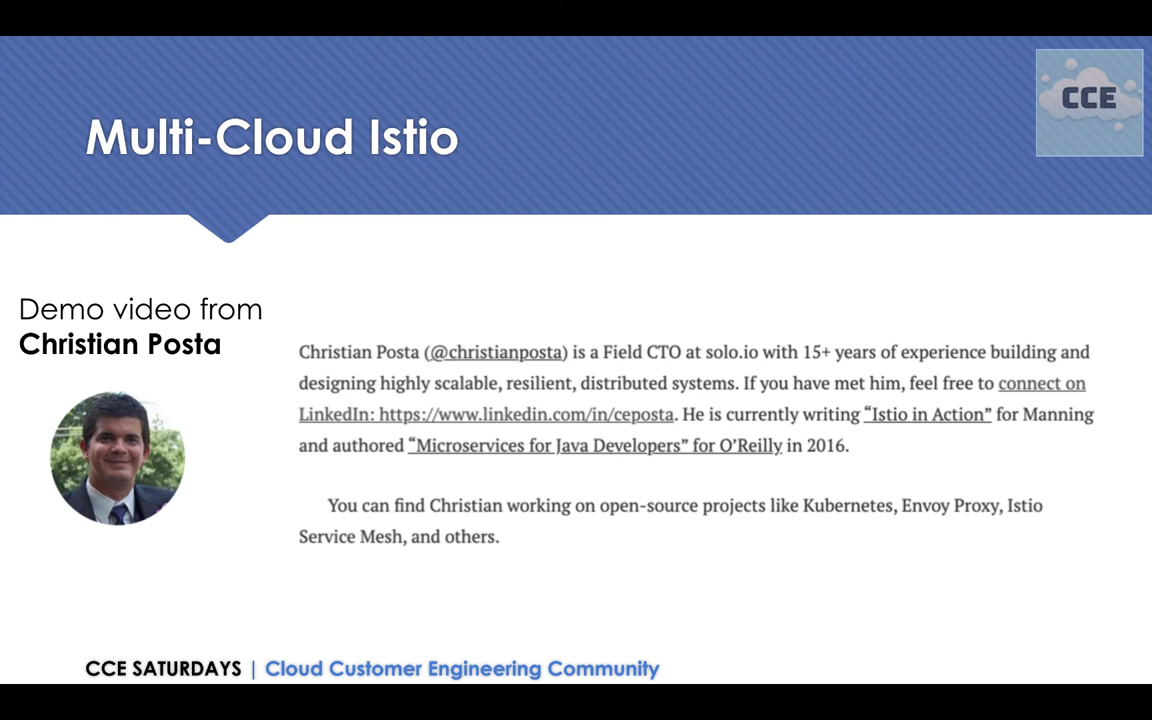 CCE
Multi-Cloud Istio
Demo video from
Christian Posta
Christian Posta (@christianposta) is a Field CTO at solo.io with 15+ years of experience building and
designing highly scalable, resilient, distributed systems. If you have met him, feel free to connect on
LinkedIn: https://www.linkedin.com/in/ceposta. He is currently writing “Istio in Action” for Manning
and authored “Microservices for Java Developers” for O’Reilly in 2016.
You can find Christian working on open-source projects like Kubernetes, Envoy Proxy, Istio
Service Mesh, and others.
CCE SATURDAYS | Cloud Customer Engineering Community